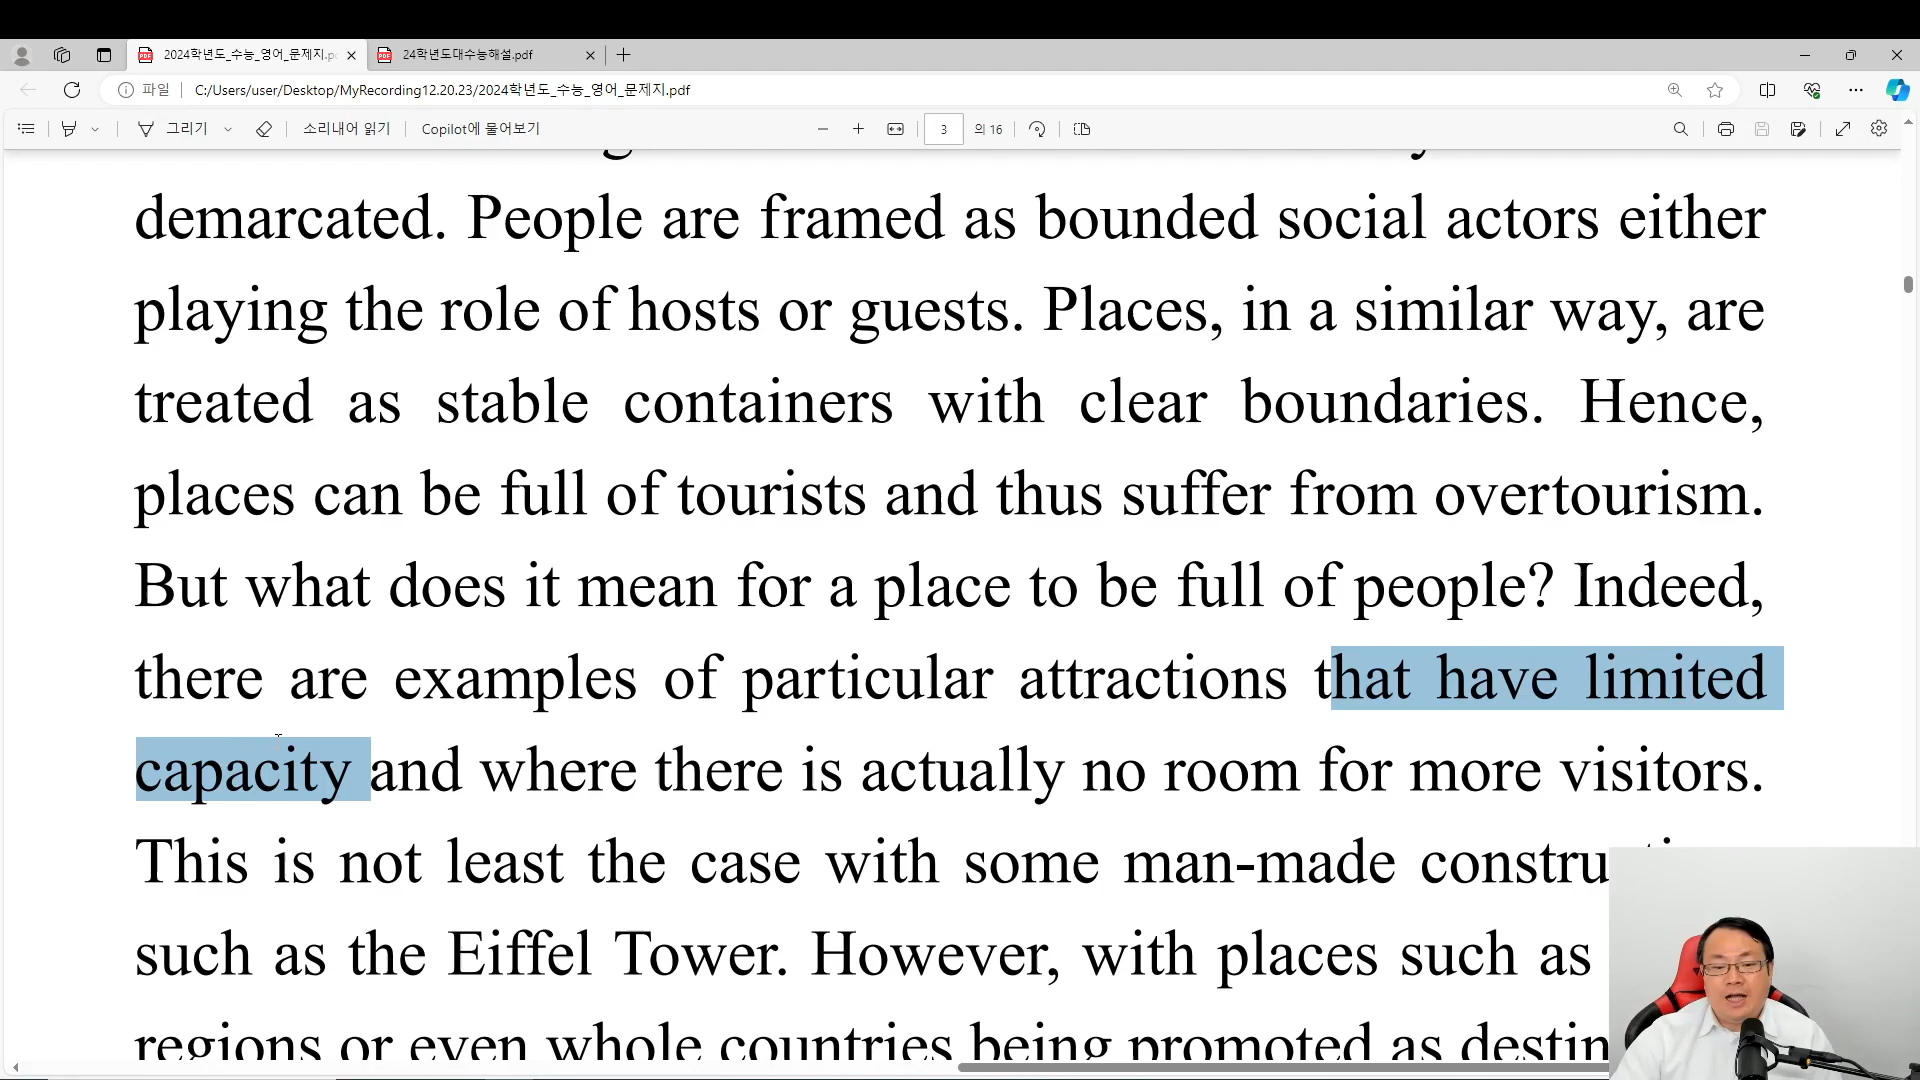 2024학년도_수능_영어_문제지.p
24학년도대수능해설.pdf
파일
C:/Users/user/Desktop/MyRecording12.20.23/2024학년도_수능_영어_문제지.pdf
그리기
소리내어 읽기
Copilot에 물어보기
3
의 16
demarcated. People are framed as bounded social actors either
playing the role of hosts or guests. Places, in a similar way, are
treated as stable containers with clear boundaries. Hence,
places can be full of tourists and thus suffer from overtourism.
But what does it mean for a place to be full of people? Indeed,
there are examples of particular attractions that have limited
capacity and where there is actually no room for more visitors.
This is not least the case with some man-made constru
such as the Eiffel Tower. However, with places such as
regions or even whole countries being promoted as destin